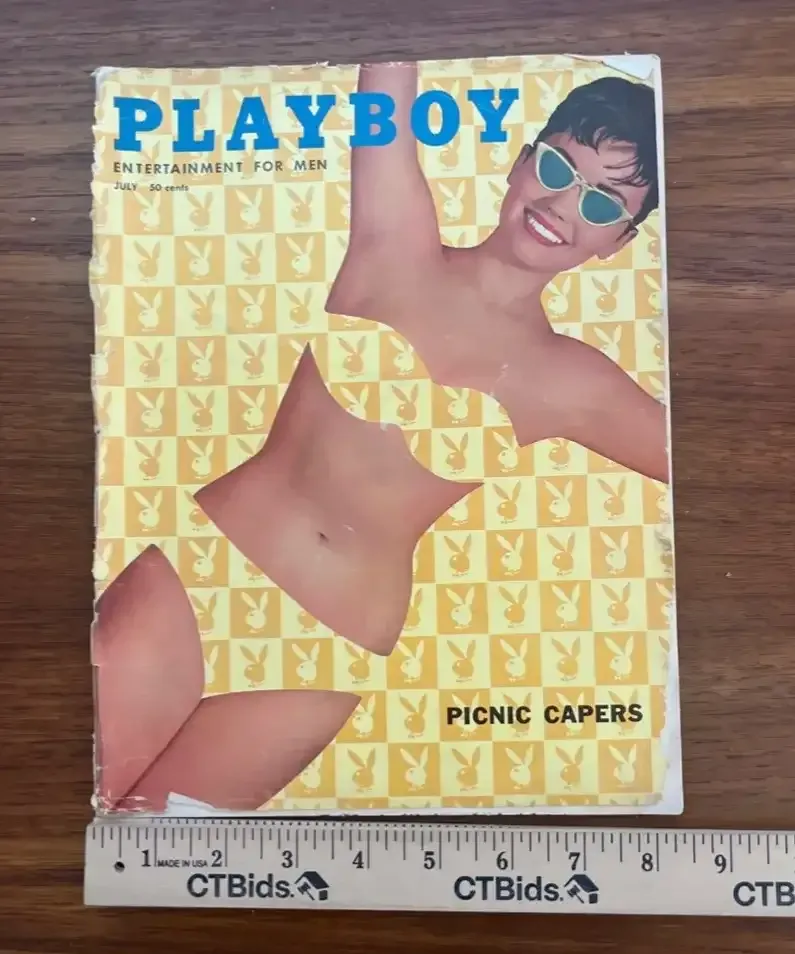 PLAYBOY
ENTERTAINMENT FOR MEN
JULY 50 cents
PICNIC CAPERS
1 MADE IN USA 2 3 4 5 6 7 8 9
CTBids. CTBids. CTB